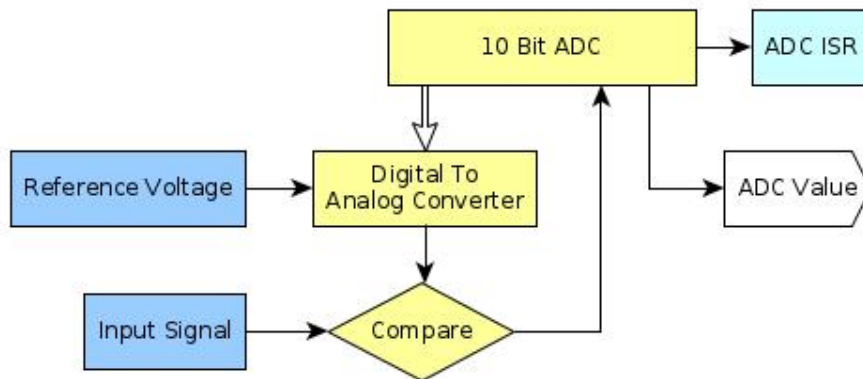 10 Bit ADC
ADC ISR
Reference Voltage
Digital To
Analog Converter
ADC Value
Input Signal
Compare